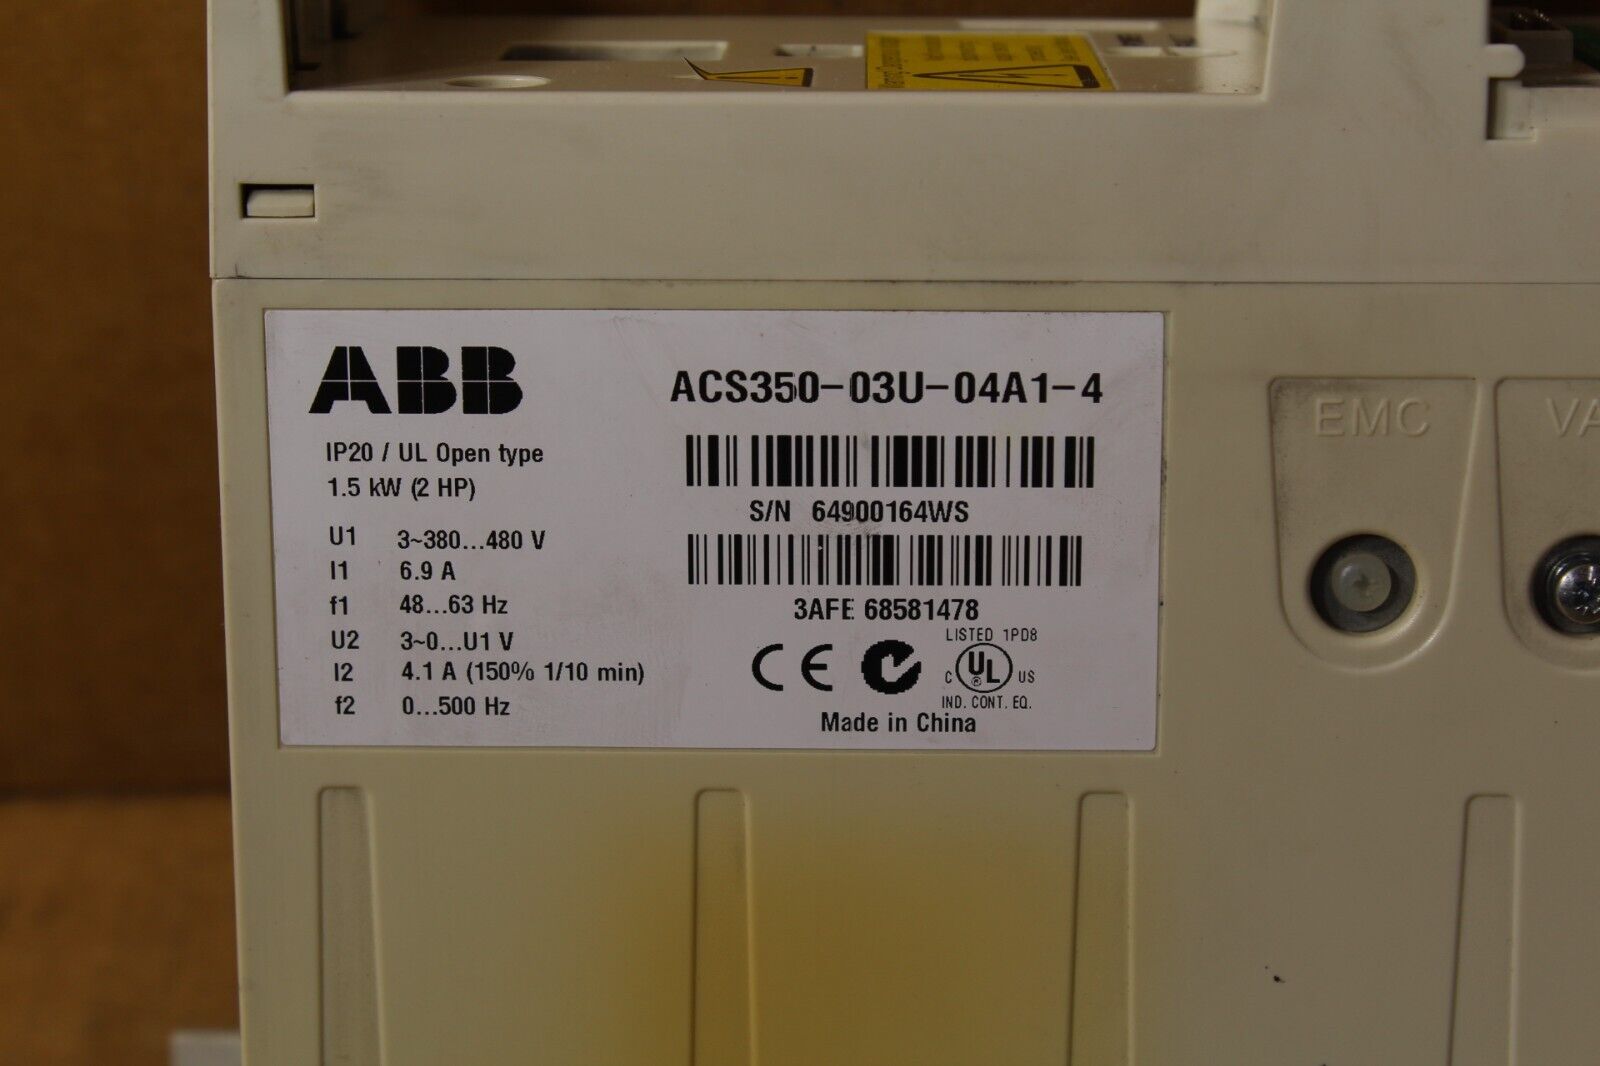 ABB
ACS350-03U-04A1-4
IP20 / UL Open type
1.5 kW (2 HP)
S/N 64900164WS
U1 3~380...480 V
I1 6.9 A
f1 48...63 Hz
U2 3~0...U1 V
I2 4.1 A (150% 1/10 min)
f2 0...500 Hz
3AFE 68581478
LISTED 1PD8
CE
C UL ® US
IND. CONT. EQ.
Made in China
EMC
VA